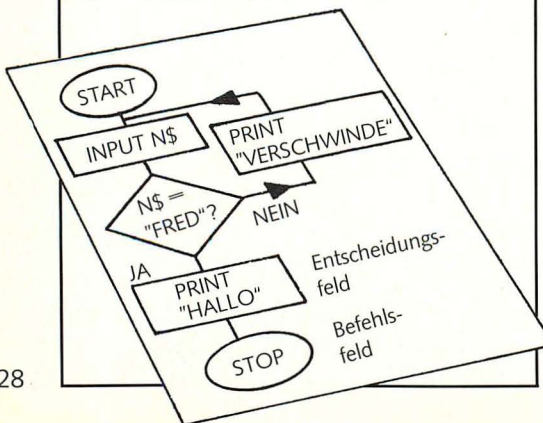 START
INPUT N$
PRINT
"VERSCHWINDE"
N$ =
"FRED"?
NEIN
JA
PRINT
"HALLO"
Entscheidungs-
feld
STOP
Befehls-
feld
28